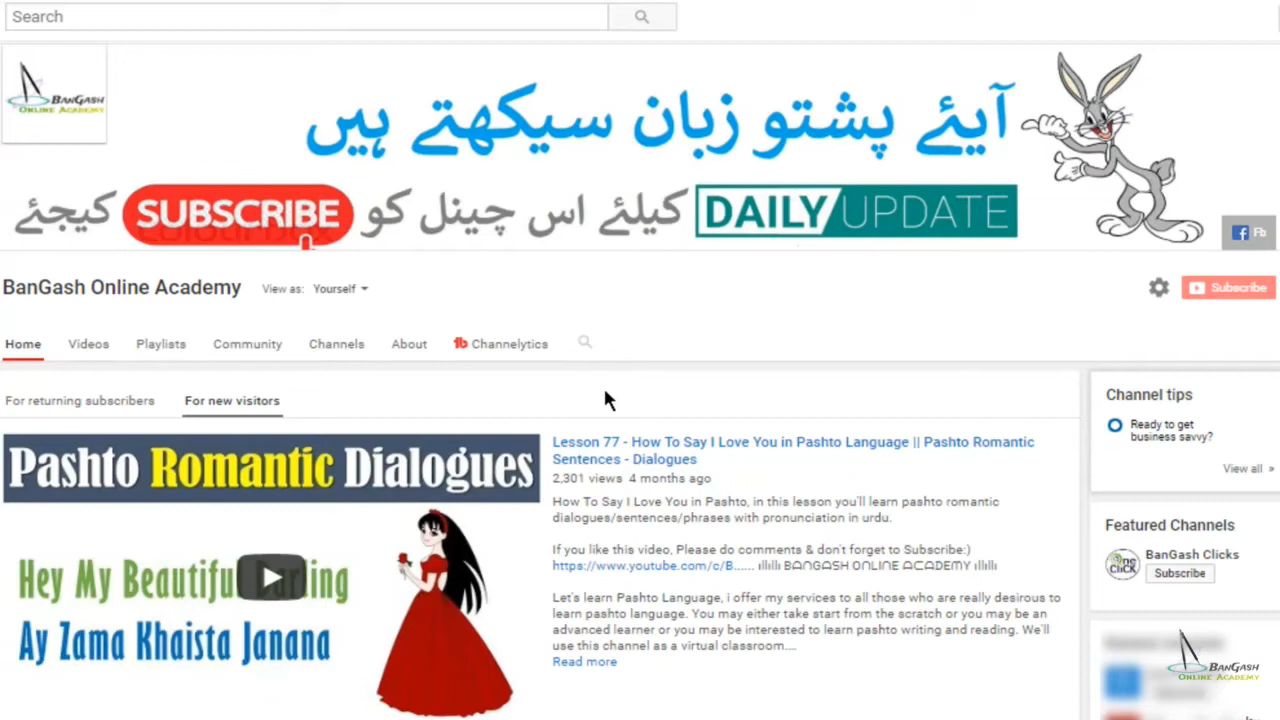 Search
BanGash
Online Academy
آیئے پشتو زبان سیکھتے ہیں
DAILY UPDATE کیلئے اس چینل کو SUBSCRIBE کیجئے
Fb
BanGash Online Academy View as: Yourself
Subscribe
Home Videos Playlists Community Channels About Channelytics
For returning subscribers For new visitors
Pashto Romantic Dialogues
Hey My Beautiful Darling
Ay Zama Khaista Janana
Lesson 77 - How To Say I Love You in Pashto Language || Pashto Romantic
Sentences - Dialogues
2,301 views 4 months ago
How To Say I Love You in Pashto, in this lesson you'll learn pashto romantic
dialogues/sentences/phrases with pronunciation in urdu.
If you like this video, Please do comments & don't forget to Subscribe:)
https://www.youtube.com/c/B...... ıllıllı BANGASH ONLINE ACADEMY ıllıllı
Let's learn Pashto Language, i offer my services to all those who are really desirous to
learn pashto language. You may either take start from the scratch or you may be an
advanced learner or you may be interested to learn pashto writing and reading. We'll
use this channel as a virtual classroom....
Read more
Channel tips
Ready to get
business savvy?
View all »
Featured Channels
One Click
BanGash Clicks
Subscribe
BanGash
Online Academy